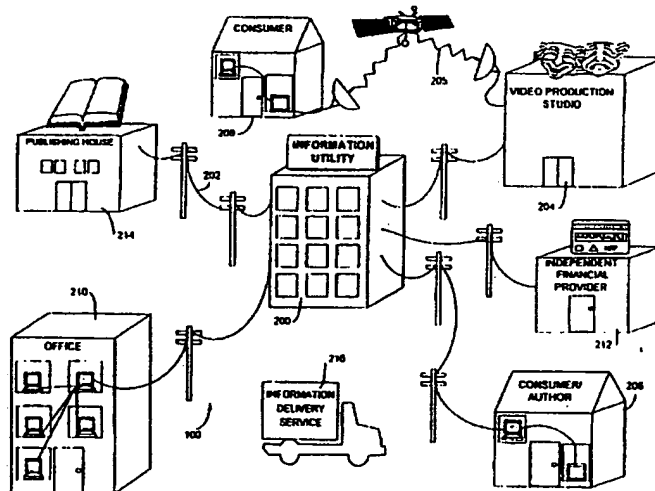 CONSUMER
205
VIDEO PRODUCTION
STUDIO
PUBLISHING HOUSE
208
INFORMATION
UTILITY
202
204
214
INDEPENDENT
FINANCIAL
PROVIDER
210
OFFICE
200
212
216
INFORMATION
DELIVERY
SERVICE
CONSUMER/
AUTHOR
206
100